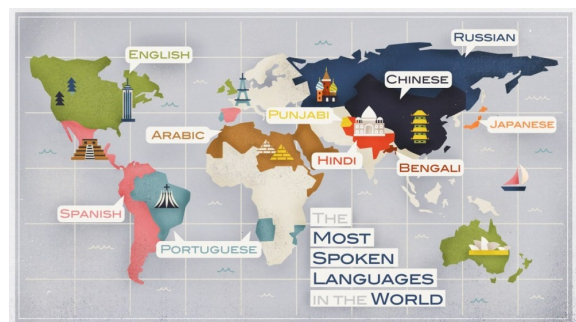 RUSSIAN
ENGLISH
CHINESE
PUNJABI
ARABIC
JAPANESE
HINDI
BENGALI
SPANISH
PORTUGUESE
THE
MOST
SPOKEN
LANGUAGES
IN THE WORLD